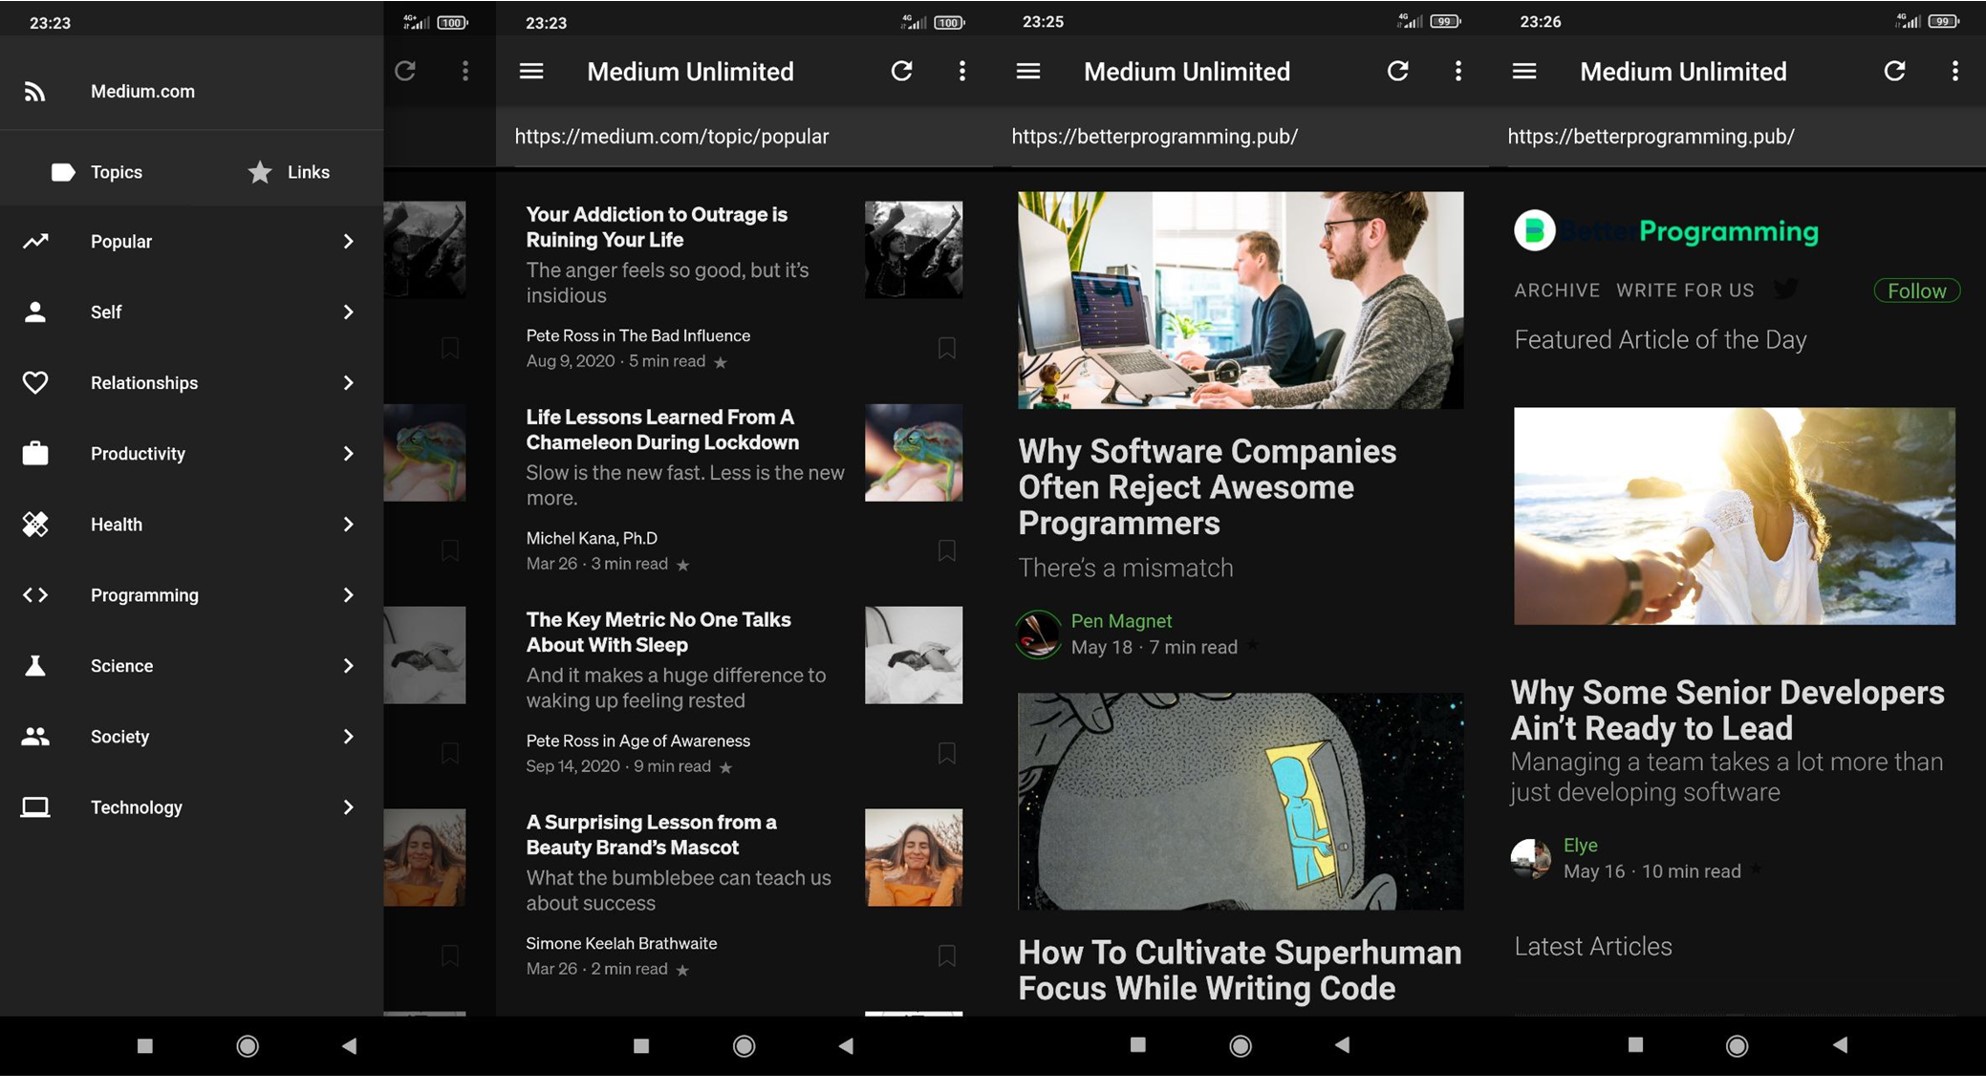 23:23
4G+
100
Medium.com
Topics
Links
Popular
Self
Relationships
Productivity
Health
Programming
Science
Society
Technology
23:23
4G
100
Medium Unlimited
https://medium.com/topic/popular
Your Addiction to Outrage is
Ruining Your Life
The anger feels so good, but it's
insidious
Pete Ross in The Bad Influence
Aug 9, 2020 · 5 min read ★
Life Lessons Learned From A
Chameleon During Lockdown
Slow is the new fast. Less is the new
more.
Michel Kana, Ph.D
Mar 26 · 3 min read ★
The Key Metric No One Talks
About With Sleep
And it makes a huge difference to
waking up feeling rested
Pete Ross in Age of Awareness
Sep 14, 2020 · 9 min read ★
A Surprising Lesson from a
Beauty Brand's Mascot
What the bumblebee can teach us
about success
Simone Keelah Brathwaite
Mar 26 · 2 min read ★
23:25
4G
99
Medium Unlimited
https://betterprogramming.pub/
Why Software Companies
Often Reject Awesome
Programmers
There's a mismatch
Pen Magnet
May 18 · 7 min read ★
How To Cultivate Superhuman
Focus While Writing Code
23:26
4G
99
Medium Unlimited
https://betterprogramming.pub/
B BetterProgramming
ARCHIVE WRITE FOR US
Follow
Featured Article of the Day
Why Some Senior Developers
Ain't Ready to Lead
Managing a team takes a lot more than
just developing software
Elye
May 16 · 10 min read ★
Latest Articles